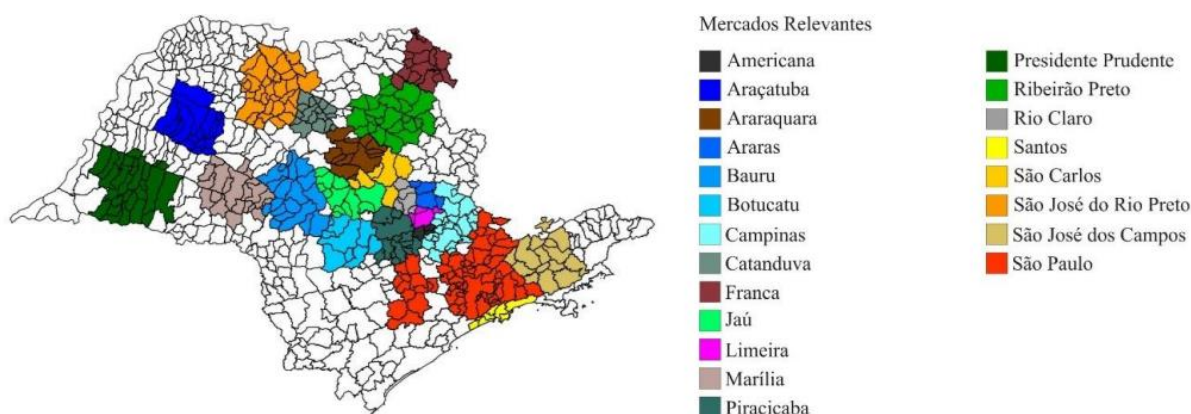 Mercados Relevantes
Americana
Araçatuba
Araraquara
Araras
Bauru
Botucatu
Campinas
Catanduva
Franca
Jaú
Limeira
Marília
Piracicaba
Presidente Prudente
Ribeirão Preto
Rio Claro
Santos
São Carlos
São José do Rio Preto
São José dos Campos
São Paulo